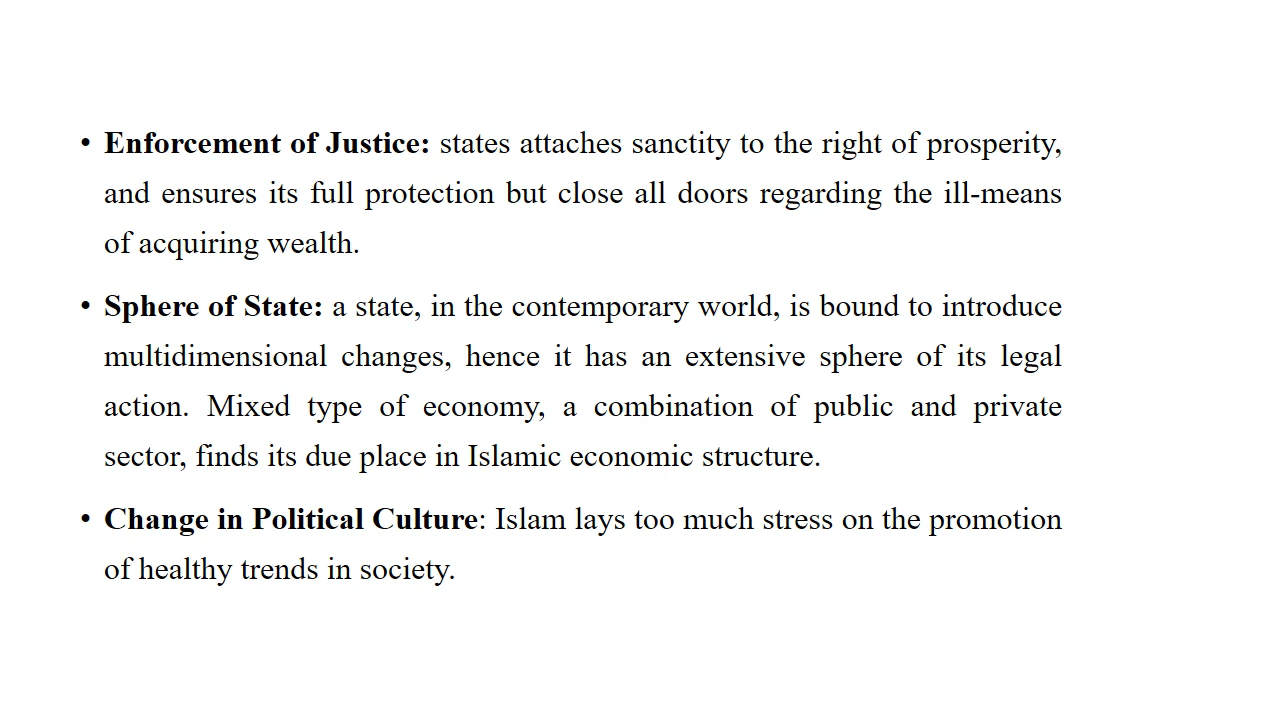 • Enforcement of Justice: states attaches sanctity to the right of prosperity,
and ensures its full protection but close all doors regarding the ill-means
of acquiring wealth.
• Sphere of State: a state, in the contemporary world, is bound to introduce
multidimensional changes, hence it has an extensive sphere of its legal
action. Mixed type of economy, a combination of public and private
sector, finds its due place in Islamic economic structure.
• Change in Political Culture: Islam lays too much stress on the promotion
of healthy trends in society.